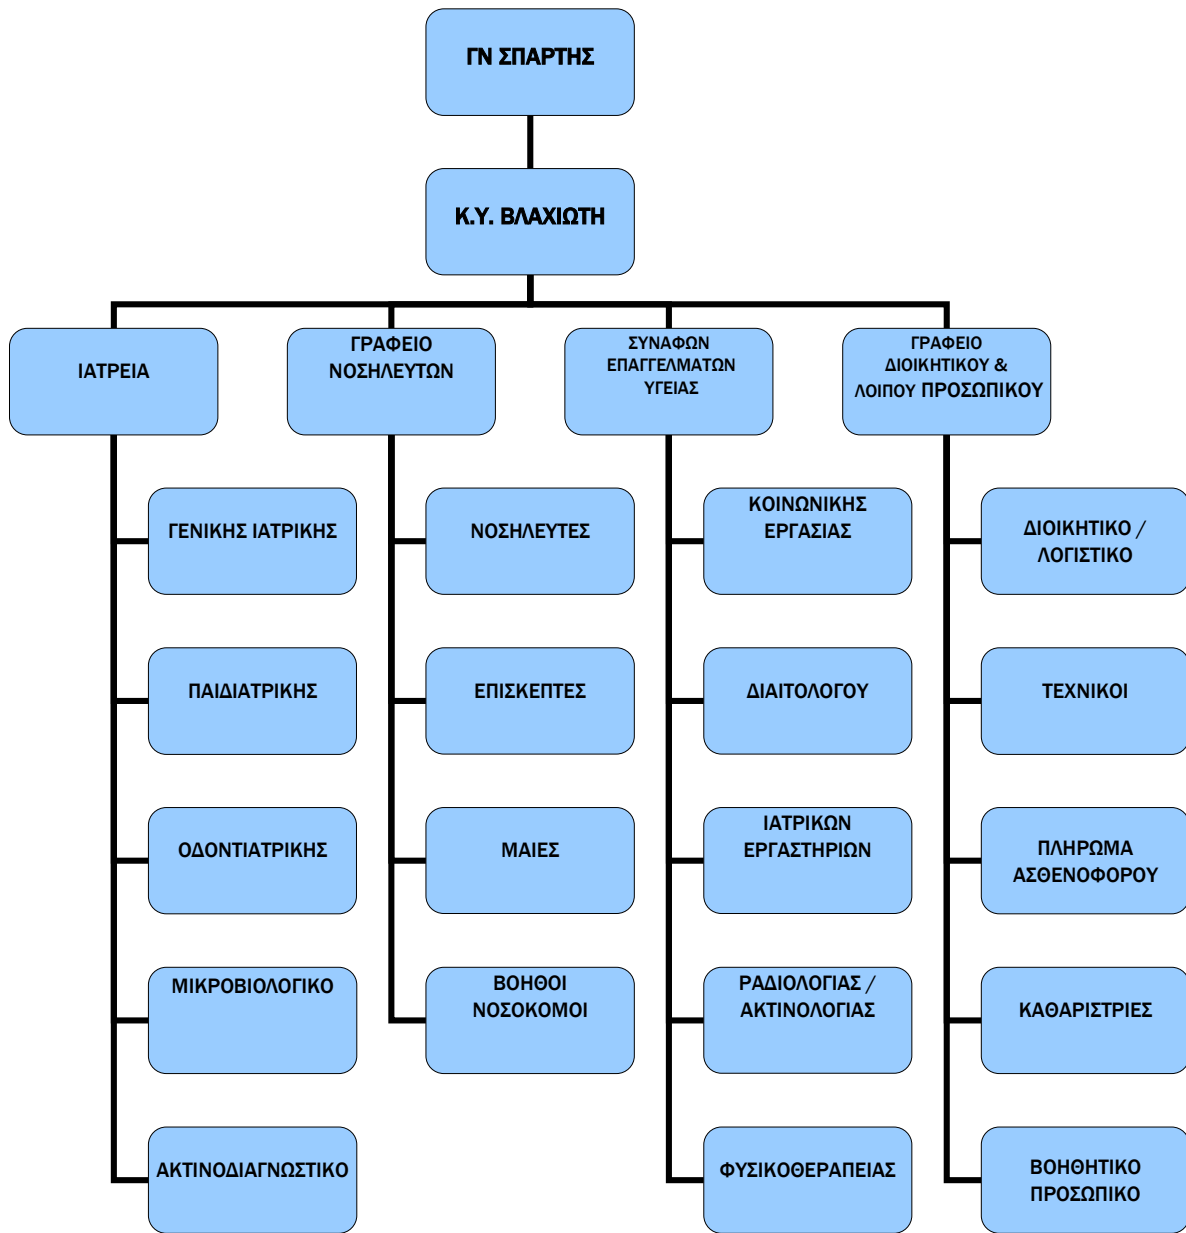 ΓΝ ΣΠΑΡΤΗΣ
Κ.Υ. ΒΛΑΧΙΩΤΗ
ΙΑΤΡΕΙΑ
ΓΡΑΦΕΙΟ
ΝΟΣΗΛΕΥΤΩΝ
ΣΥΝΑΦΩΝ
ΕΠΑΓΓΕΛΜΑΤΩΝ
ΥΓΕΙΑΣ
ΓΡΑΦΕΙΟ
ΔΙΟΙΚΗΤΙΚΟΥ &
ΛΟΙΠΟΥ ΠΡΟΣΩΠΙΚΟΥ
ΓΕΝΙΚΗΣ ΙΑΤΡΙΚΗΣ
ΝΟΣΗΛΕΥΤΕΣ
ΚΟΙΝΩΝΙΚΗΣ
ΕΡΓΑΣΙΑΣ
ΔΙΟΙΚΗΤΙΚΟ /
ΛΟΓΙΣΤΙΚΟ
ΠΑΙΔΙΑΤΡΙΚΗΣ
ΕΠΙΣΚΕΠΤΕΣ
ΔΙΑΙΤΟΛΟΓΟΥ
ΤΕΧΝΙΚΟΙ
ΟΔΟΝΤΙΑΤΡΙΚΗΣ
ΜΑΙΕΣ
ΙΑΤΡΙΚΩΝ
ΕΡΓΑΣΤΗΡΙΩΝ
ΠΛΗΡΩΜΑ
ΑΣΘΕΝΟΦΟΡΟΥ
ΜΙΚΡΟΒΙΟΛΟΓΙΚΟ
ΒΟΗΘΟΙ
ΝΟΣΟΚΟΜΟΙ
ΡΑΔΙΟΛΟΓΙΑΣ /
ΑΚΤΙΝΟΛΟΓΙΑΣ
ΚΑΘΑΡΙΣΤΡΙΕΣ
ΑΚΤΙΝΟΔΙΑΓΝΩΣΤΙΚΟ
ΦΥΣΙΚΟΘΕΡΑΠΕΙΑΣ
ΒΟΗΘΗΤΙΚΟ
ΠΡΟΣΩΠΙΚΟ